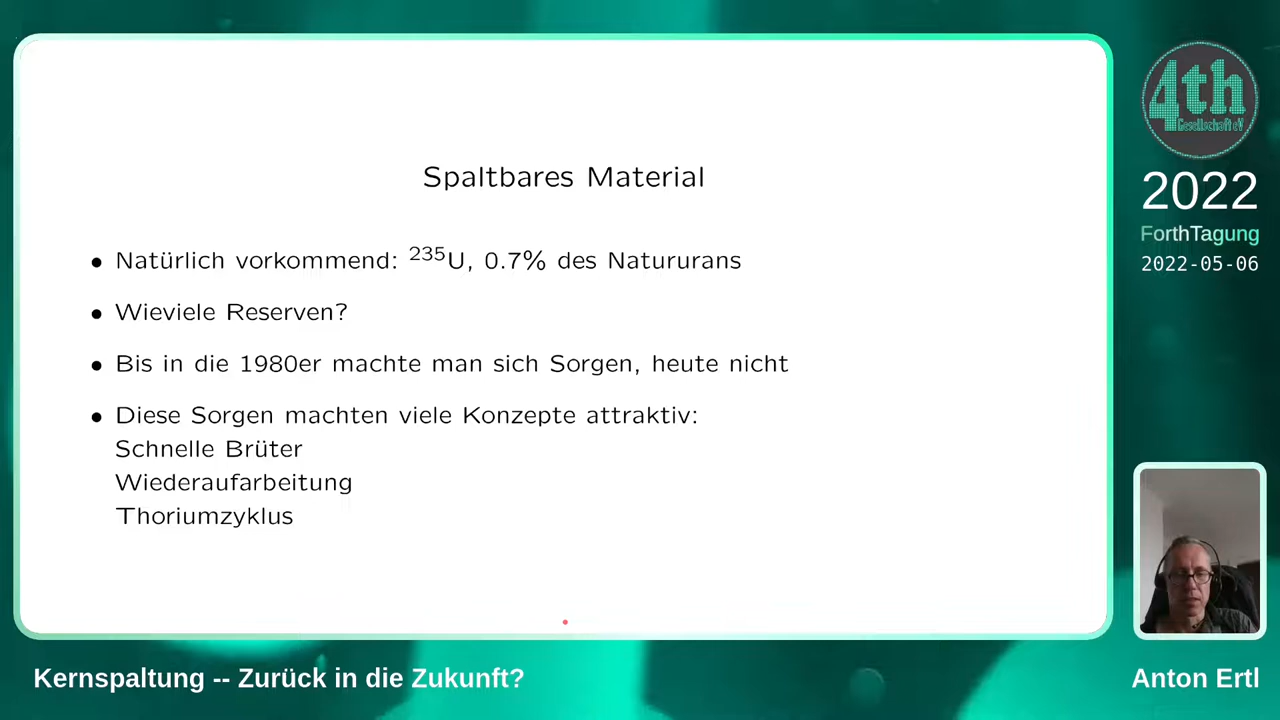 Spaltbares Material
• Natürlich vorkommend: ²³⁵U, 0.7% des Natururans
• Wieviele Reserven?
• Bis in die 1980er machte man sich Sorgen, heute nicht
• Diese Sorgen machten viele Konzepte attraktiv:
Schnelle Brüter
Wiederaufarbeitung
Thoriumzyklus
4th
Gesellschaft eV
2022
ForthTagung
2022-05-06
Kernspaltung -- Zurück in die Zukunft?
Anton Ertl